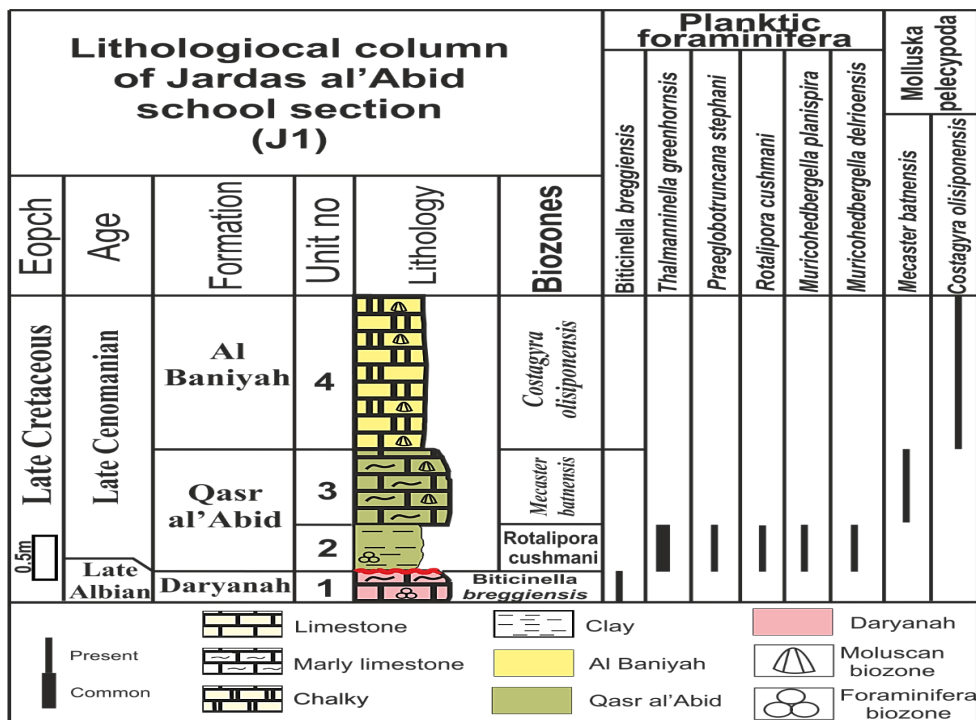 Lithologiocal column
of Jardas al’Abid
school section
(J1)
Planktic
foraminifera
Molluska
pelecypoda
Eopch
Age
Formation
Unit no
Lithology
Biozones
Biticinella breggiensis
Thalmanninella greenhornsis
Praeglobotruncana stephani
Rotalipora cushmani
Muricohedbergella planispira
Muricohedbergella delrioensis
Mecaster batnensis
Costagyra olisiponensis
Late Cretaceous
0.5m
Late Cenomanian
Late
Albian
Al
Baniyah
Qasr
al’Abid
Daryanah
4
3
2
1
Costagyra
olisiponensis
Mecaster
batnensis
Rotalipora
cushmani
Biticinella
breggiensis
Present
Common
Limestone
Marly limestone
Chalky
Clay
Al Baniyah
Qasr al’Abid
Daryanah
Moluscan
biozone
Foraminifera
biozone